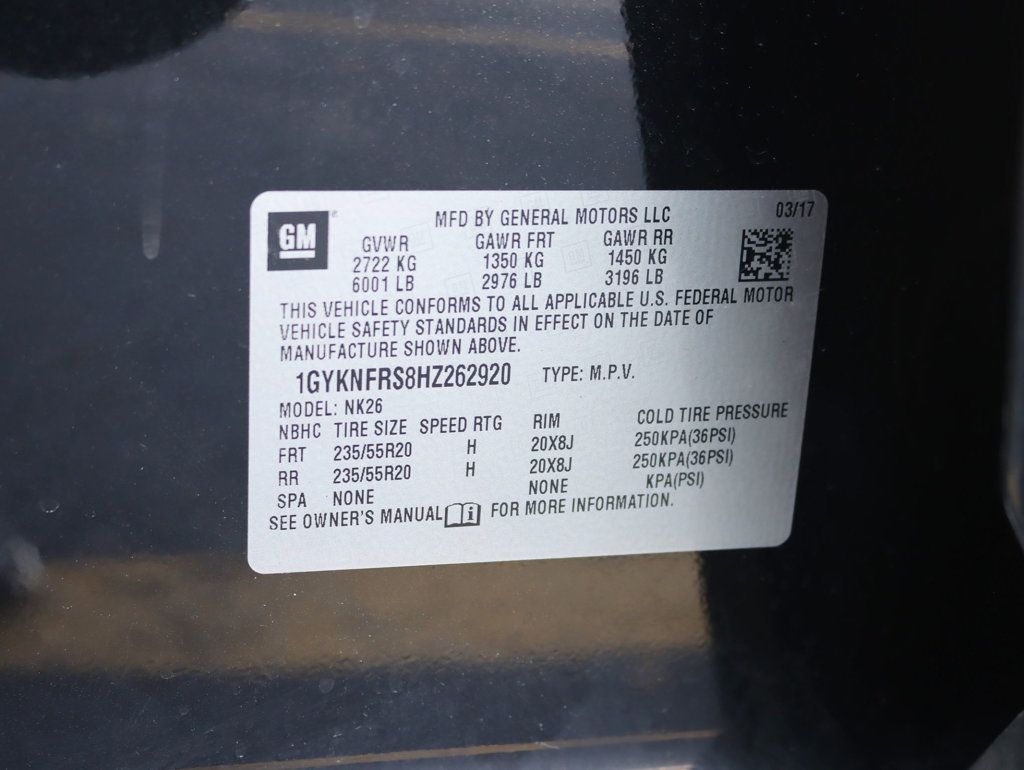 GM
MFD BY GENERAL MOTORS LLC 03/17
GVWR GAWR FRT GAWR RR
2722 KG 1350 KG 1450 KG
6001 LB 2976 LB 3196 LB
THIS VEHICLE CONFORMS TO ALL APPLICABLE U.S. FEDERAL MOTOR
VEHICLE SAFETY STANDARDS IN EFFECT ON THE DATE OF
MANUFACTURE SHOWN ABOVE.
1GYKNFRS8HZ262920 TYPE: M.P.V.
MODEL: NK26
NBHC TIRE SIZE SPEED RTG RIM COLD TIRE PRESSURE
FRT 235/55R20 H 20X8J 250KPA(36PSI)
RR 235/55R20 H 20X8J 250KPA(36PSI)
SPA NONE NONE KPA(PSI)
SEE OWNER'S MANUAL i FOR MORE INFORMATION.